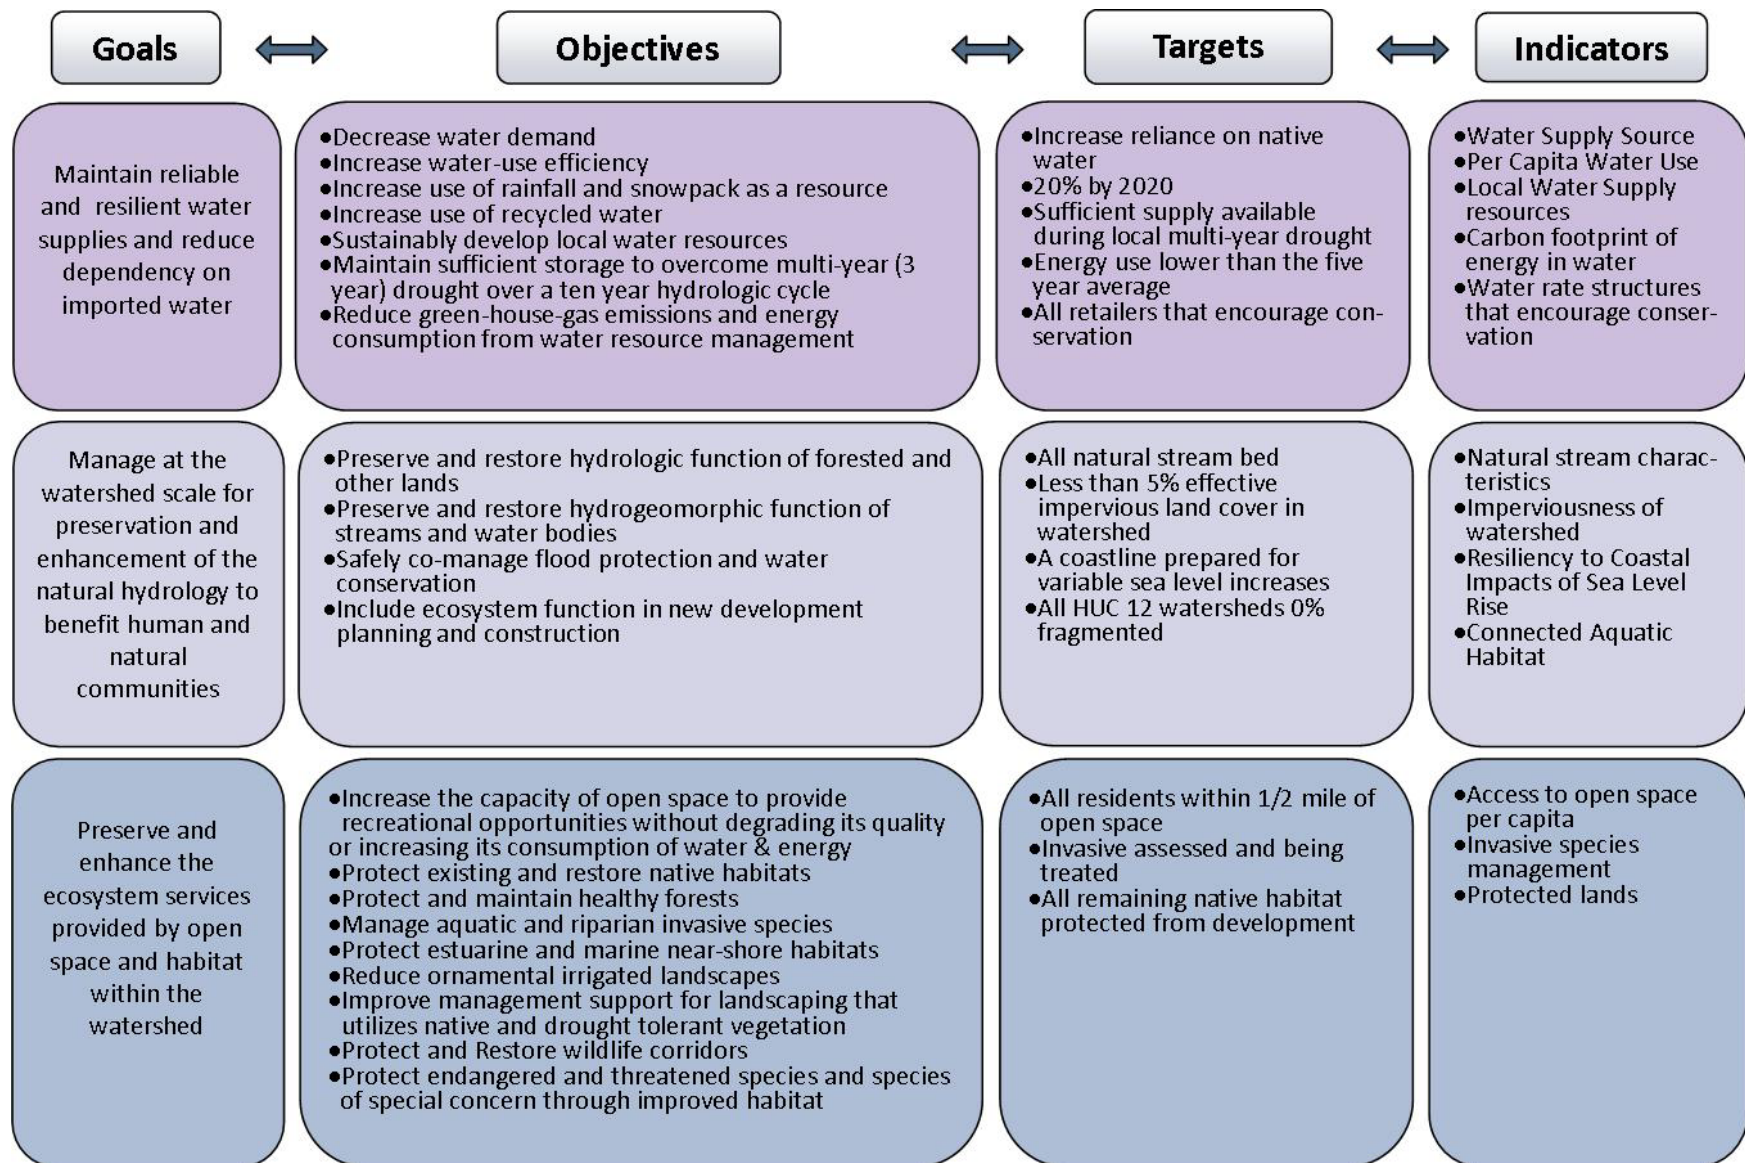 Goals
Objectives
Targets
Indicators
Maintain reliable
and resilient water
supplies and reduce
dependency on
imported water
●Decrease water demand
●Increase water-use efficiency
●Increase use of rainfall and snowpack as a resource
●Increase use of recycled water
●Sustainably develop local water resources
●Maintain sufficient storage to overcome multi-year (3
year) drought over a ten year hydrologic cycle
●Reduce green-house-gas emissions and energy
consumption from water resource management
●Increase reliance on native
water
●20% by 2020
●Sufficient supply available
during local multi-year drought
●Energy use lower than the five
year average
●All retailers that encourage con-
servation
●Water Supply Source
●Per Capita Water Use
●Local Water Supply
resources
●Carbon footprint of
energy in water
●Water rate structures
that encourage conser-
vation
Manage at the
watershed scale for
preservation and
enhancement of the
natural hydrology to
benefit human and
natural
communities
●Preserve and restore hydrologic function of forested and
other lands
●Preserve and restore hydrogeomorphic function of
streams and water bodies
●Safely co-manage flood protection and water
conservation
●Include ecosystem function in new development
planning and construction
●All natural stream bed
●Less than 5% effective
impervious land cover in
watershed
●A coastline prepared for
variable sea level increases
●All HUC 12 watersheds 0%
fragmented
●Natural stream charac-
teristics
●Imperviousness of
watershed
●Resiliency to Coastal
Impacts of Sea Level
Rise
●Connected Aquatic
Habitat
Preserve and
enhance the
ecosystem services
provided by open
space and habitat
within the
watershed
●Increase the capacity of open space to provide
recreational opportunities without degrading its quality
or increasing its consumption of water & energy
●Protect existing and restore native habitats
●Protect and maintain healthy forests
●Manage aquatic and riparian invasive species
●Protect estuarine and marine near-shore habitats
●Reduce ornamental irrigated landscapes
●Improve management support for landscaping that
utilizes native and drought tolerant vegetation
●Protect and Restore wildlife corridors
●Protect endangered and threatened species and species
of special concern through improved habitat
●All residents within 1/2 mile of
open space
●Invasive assessed and being
treated
●All remaining native habitat
protected from development
●Access to open space
per capita
●Invasive species
management
●Protected lands